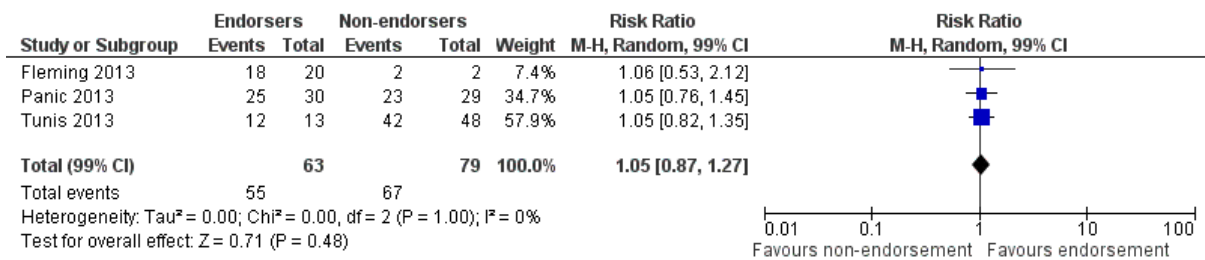 Endorsers Non-endorsers Risk Ratio Risk Ratio
Study or Subgroup Events Total Events Total Weight M-H, Random, 99% CI M-H, Random, 99% CI
Fleming 2013 18 20 2 2 7.4% 1.06 [0.53, 2.12]
Panic 2013 25 30 23 29 34.7% 1.05 [0.76, 1.45]
Tunis 2013 12 13 42 48 57.9% 1.05 [0.82, 1.35]
Total (99% CI) 63 79 100.0% 1.05 [0.87, 1.27]
Total events 55 67
Heterogeneity: Tau² = 0.00; Chi² = 0.00, df = 2 (P = 1.00); I² = 0%
Test for overall effect: Z = 0.71 (P = 0.48)
0.01 0.1 1 10 100
Favours non-endorsement Favours endorsement